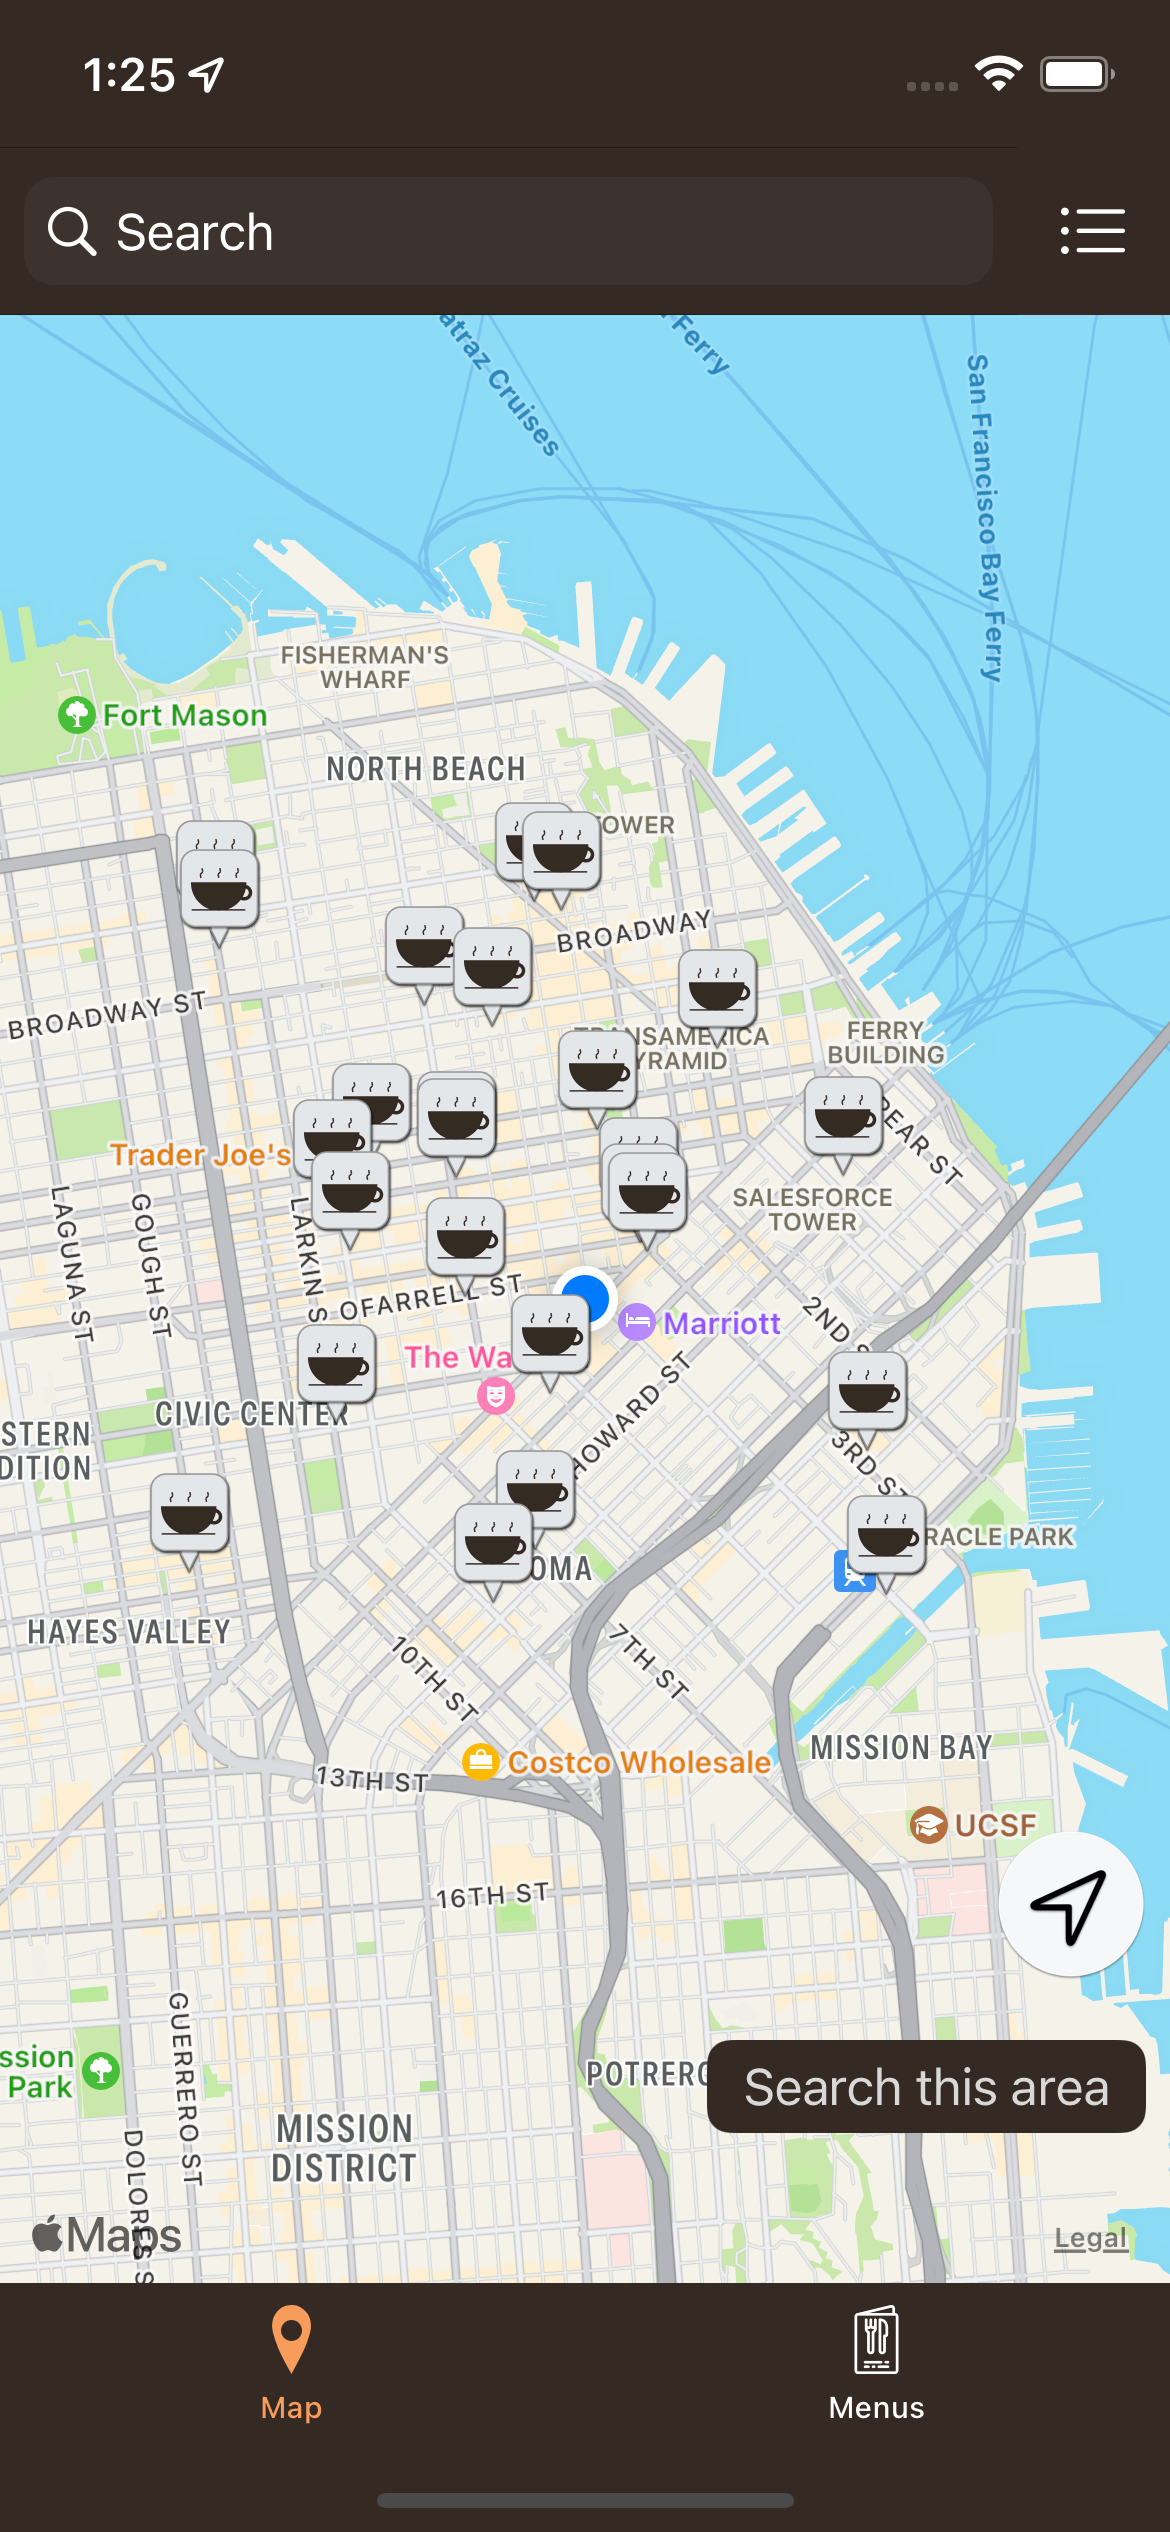 1:25
Search
atraz Cruises
Ferry
San Francisco Bay Ferry
FISHERMAN'S
WHARF
Fort Mason
NORTH BEACH
TOWER
BROADWAY
BROADWAY ST
TRANSAMERICA
YRAMID
FERRY
BUILDING
REAR ST
Trader Joe's
SALESFORCE
TOWER
LAGUNA ST
GOUGH ST
LARKIN S
OFARRELL ST
Marriott
2ND S
The Wa
HOWARD ST
CIVIC CENTER
STERN
DITION
3RD ST
RACLE PARK
OMA
HAYES VALLEY
10TH ST
7TH ST
MISSION BAY
Costco Wholesale
13TH ST
UCSF
16TH ST
GUERRERO ST
ssion
Park
POTRERO
Search this area
MISSION
DISTRICT
DOLORES S
Maps
Legal
Map
Menus